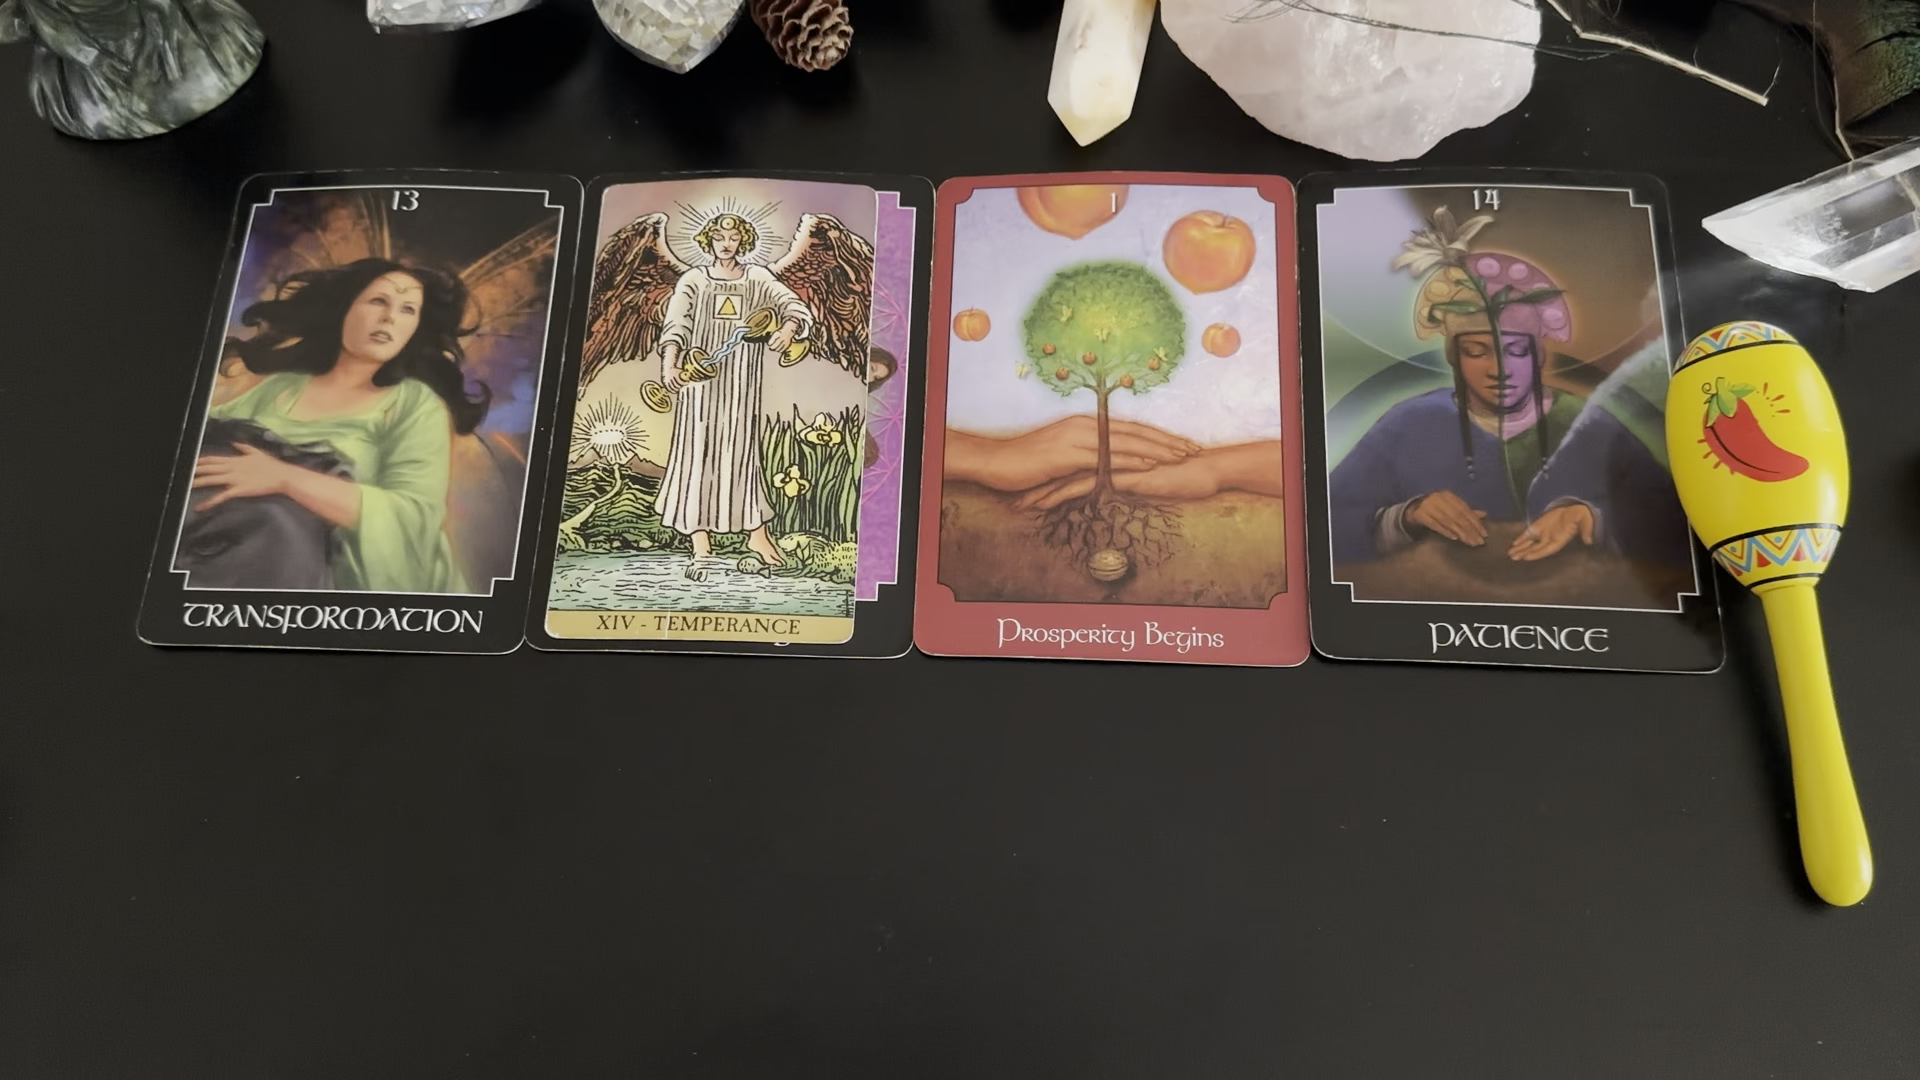 13
TRANSFORMATION
XIV - TEMPERANCE
1
Prosperity Begins
14
PATIENCE